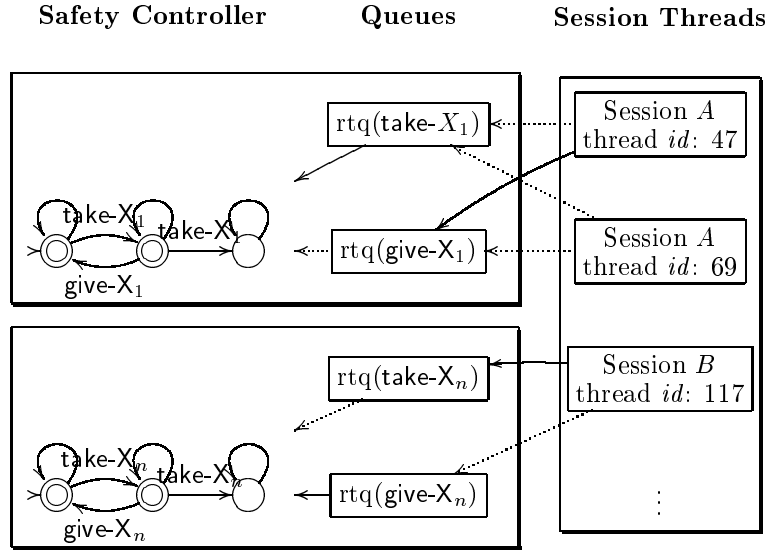 Safety Controller Queues Session Threads
rtq(take-X₁)
Session A
thread id: 47
take-X₁
take-X₁
give-X₁
rtq(give-X₁)
Session A
thread id: 69
rtq(take-Xₙ)
Session B
thread id: 117
take-Xₙ
take-Xₙ
give-Xₙ
rtq(give-Xₙ)
⋮